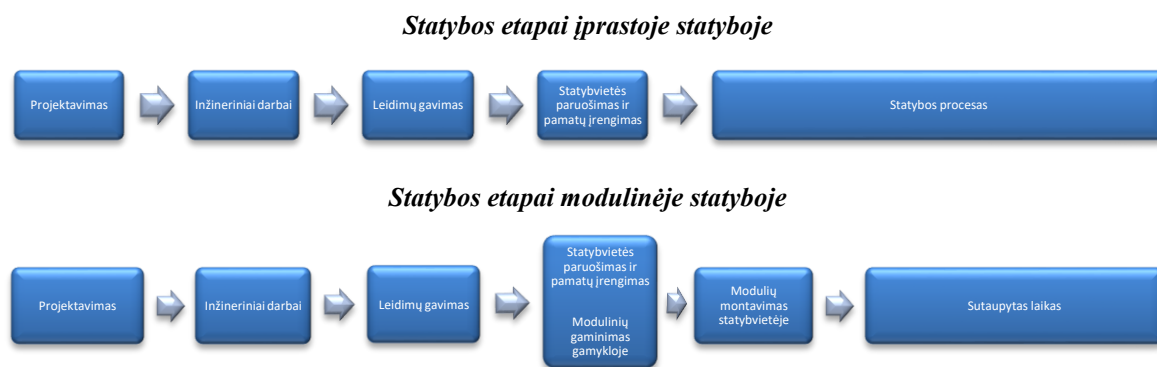 Statybos etapai įprastoje statyboje
Projektavimas
Inžineriniai darbai
Leidimų gavimas
Statybvietės
paruošimas ir
pamatų įrengimas
Statybos procesas
Statybos etapai modulinėje statyboje
Projektavimas
Inžineriniai darbai
Leidimų gavimas
Statybvietės
paruošimas ir
pamatų įrengimas
Modulinių
gaminimas
gamykloje
Modulių
montavimas
statybvietėje
Sutaupytas laikas